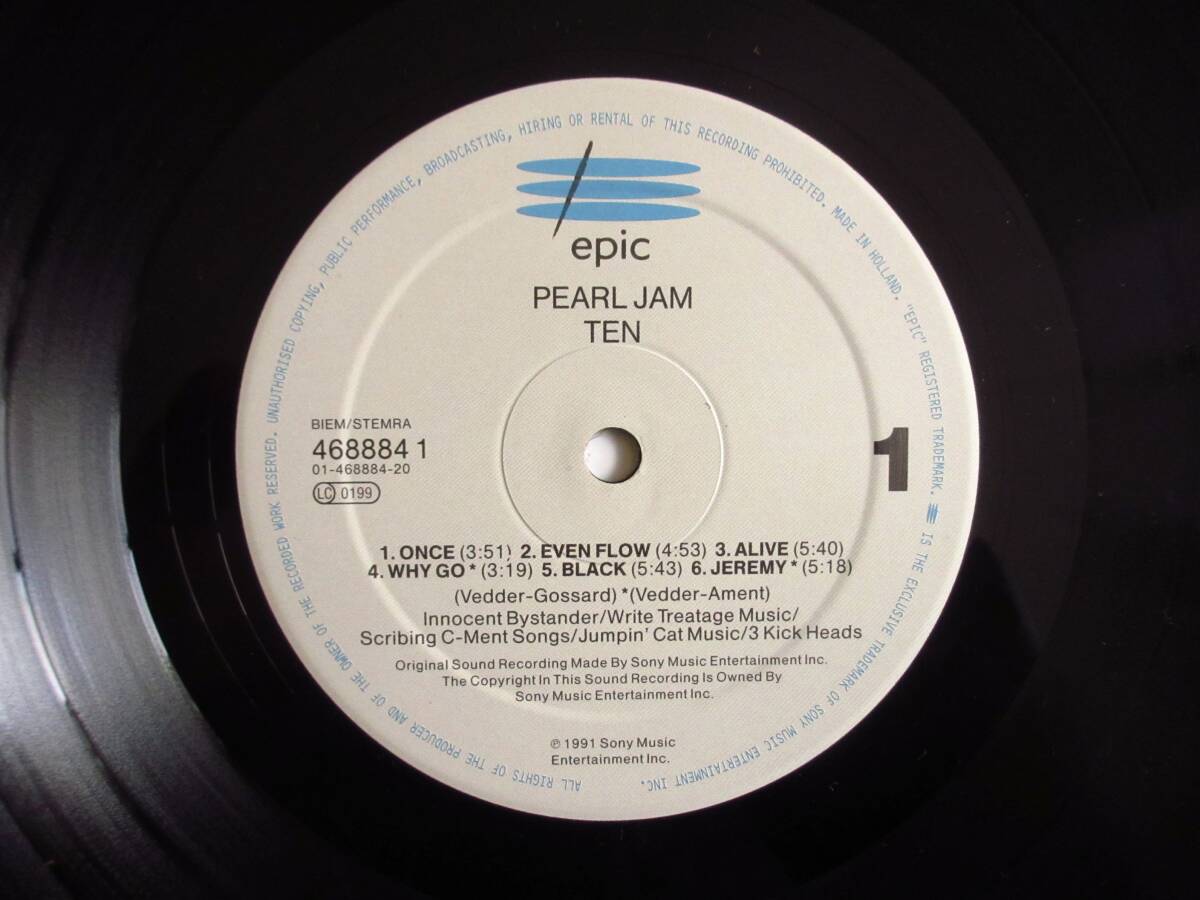 epic
PEARL JAM
TEN
BIEM/STEMRA
468884 1
01-468884-20
LC 0199
1
1. ONCE (3:51) 2. EVEN FLOW (4:53) 3. ALIVE (5:40)
4. WHY GO * (3:19) 5. BLACK (5:43) 6. JEREMY * (5:18)
(Vedder-Gossard) *(Vedder-Ament)
Innocent Bystander/Write Treatage Music/
Scribing C-Ment Songs/Jumpin' Cat Music/3 Kick Heads
Original Sound Recording Made By Sony Music Entertainment Inc.
The Copyright In This Sound Recording Is Owned By
Sony Music Entertainment Inc.
℗ 1991 Sony Music
Entertainment Inc.
ALL RIGHTS OF THE PRODUCER AND OF THE OWNER OF THE RECORDED WORK RESERVED. UNAUTHORISED COPYING, PUBLIC PERFORMANCE, BROADCASTING, HIRING OR RENTAL OF THIS RECORDING PROHIBITED. MADE IN HOLLAND. "EPIC" REGISTERED TRADEMARK. IS THE EXCLUSIVE TRADEMARK OF SONY MUSIC ENTERTAINMENT INC.